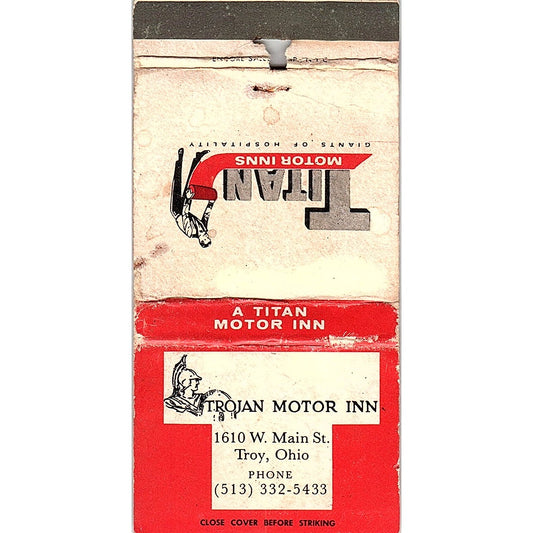 GIANTS OF HOSPITALITY
MOTOR INNS
TITAN
A TITAN
MOTOR INN
TROJAN MOTOR INN
1610 W. Main St.
Troy, Ohio
PHONE
(513) 332-5433
CLOSE COVER BEFORE STRIKING